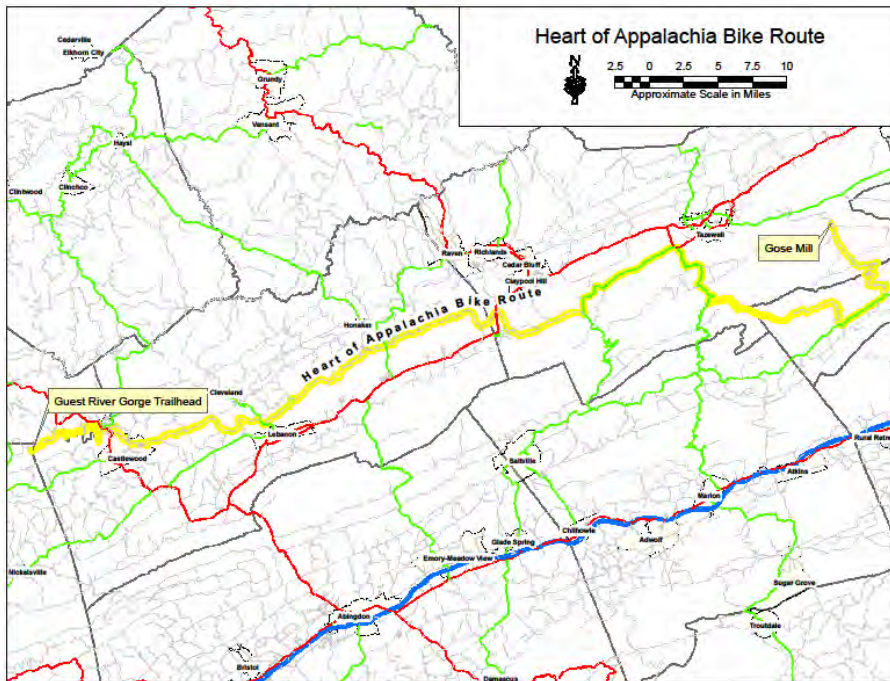 Heart of Appalachia Bike Route
N
2.5 0 2.5 5 7.5 10
Approximate Scale in Miles
Cedarville
Elkhorn City
Grundy
Vansant
Haysi
Clintwood
Clinchco
Tazewell
Gose Mill
Raven
Richlands
Cedar Bluff
Claypool Hill
Heart of Appalachia Bike Route
Honaker
Cleveland
Guest River Gorge Trailhead
Lebanon
Castlewood
Rural Retre
Saltville
Atkins
Marion
Chilhowie
Adwolf
Glade Spring
Emory-Meadow View
Nickelsville
Sugar Grove
Abingdon
Troutdale
Bristol
Damascus